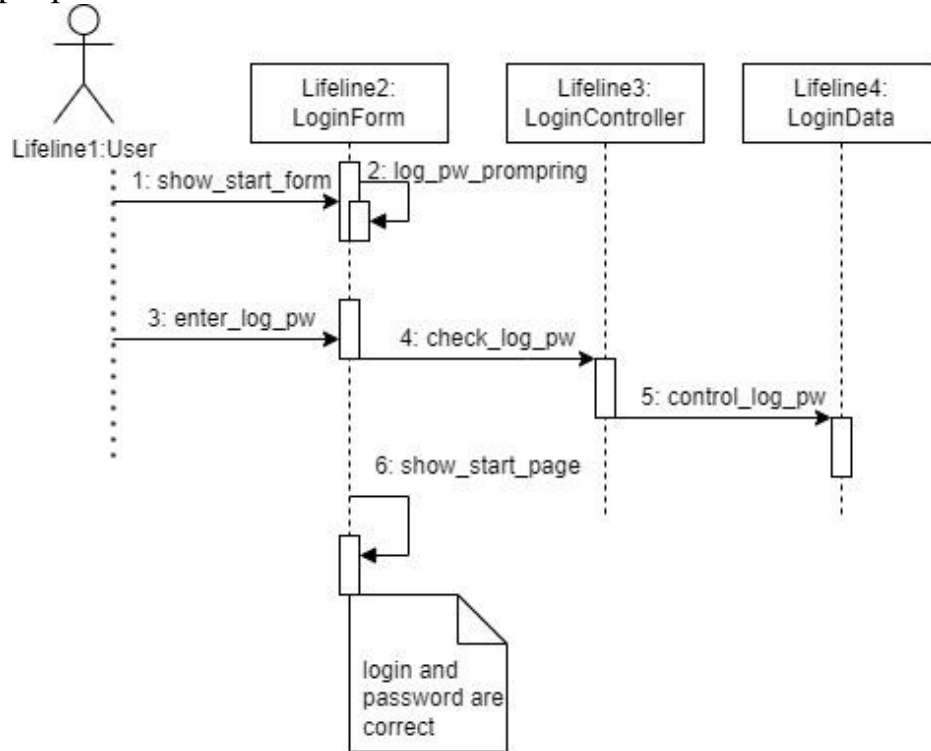 Lifeline2:
LoginForm
Lifeline3:
LoginController
Lifeline4:
LoginData
Lifeline1:User
1: show_start_form
2: log_pw_prompring
3: enter_log_pw
4: check_log_pw
5: control_log_pw
6: show_start_page
login and
password are
correct